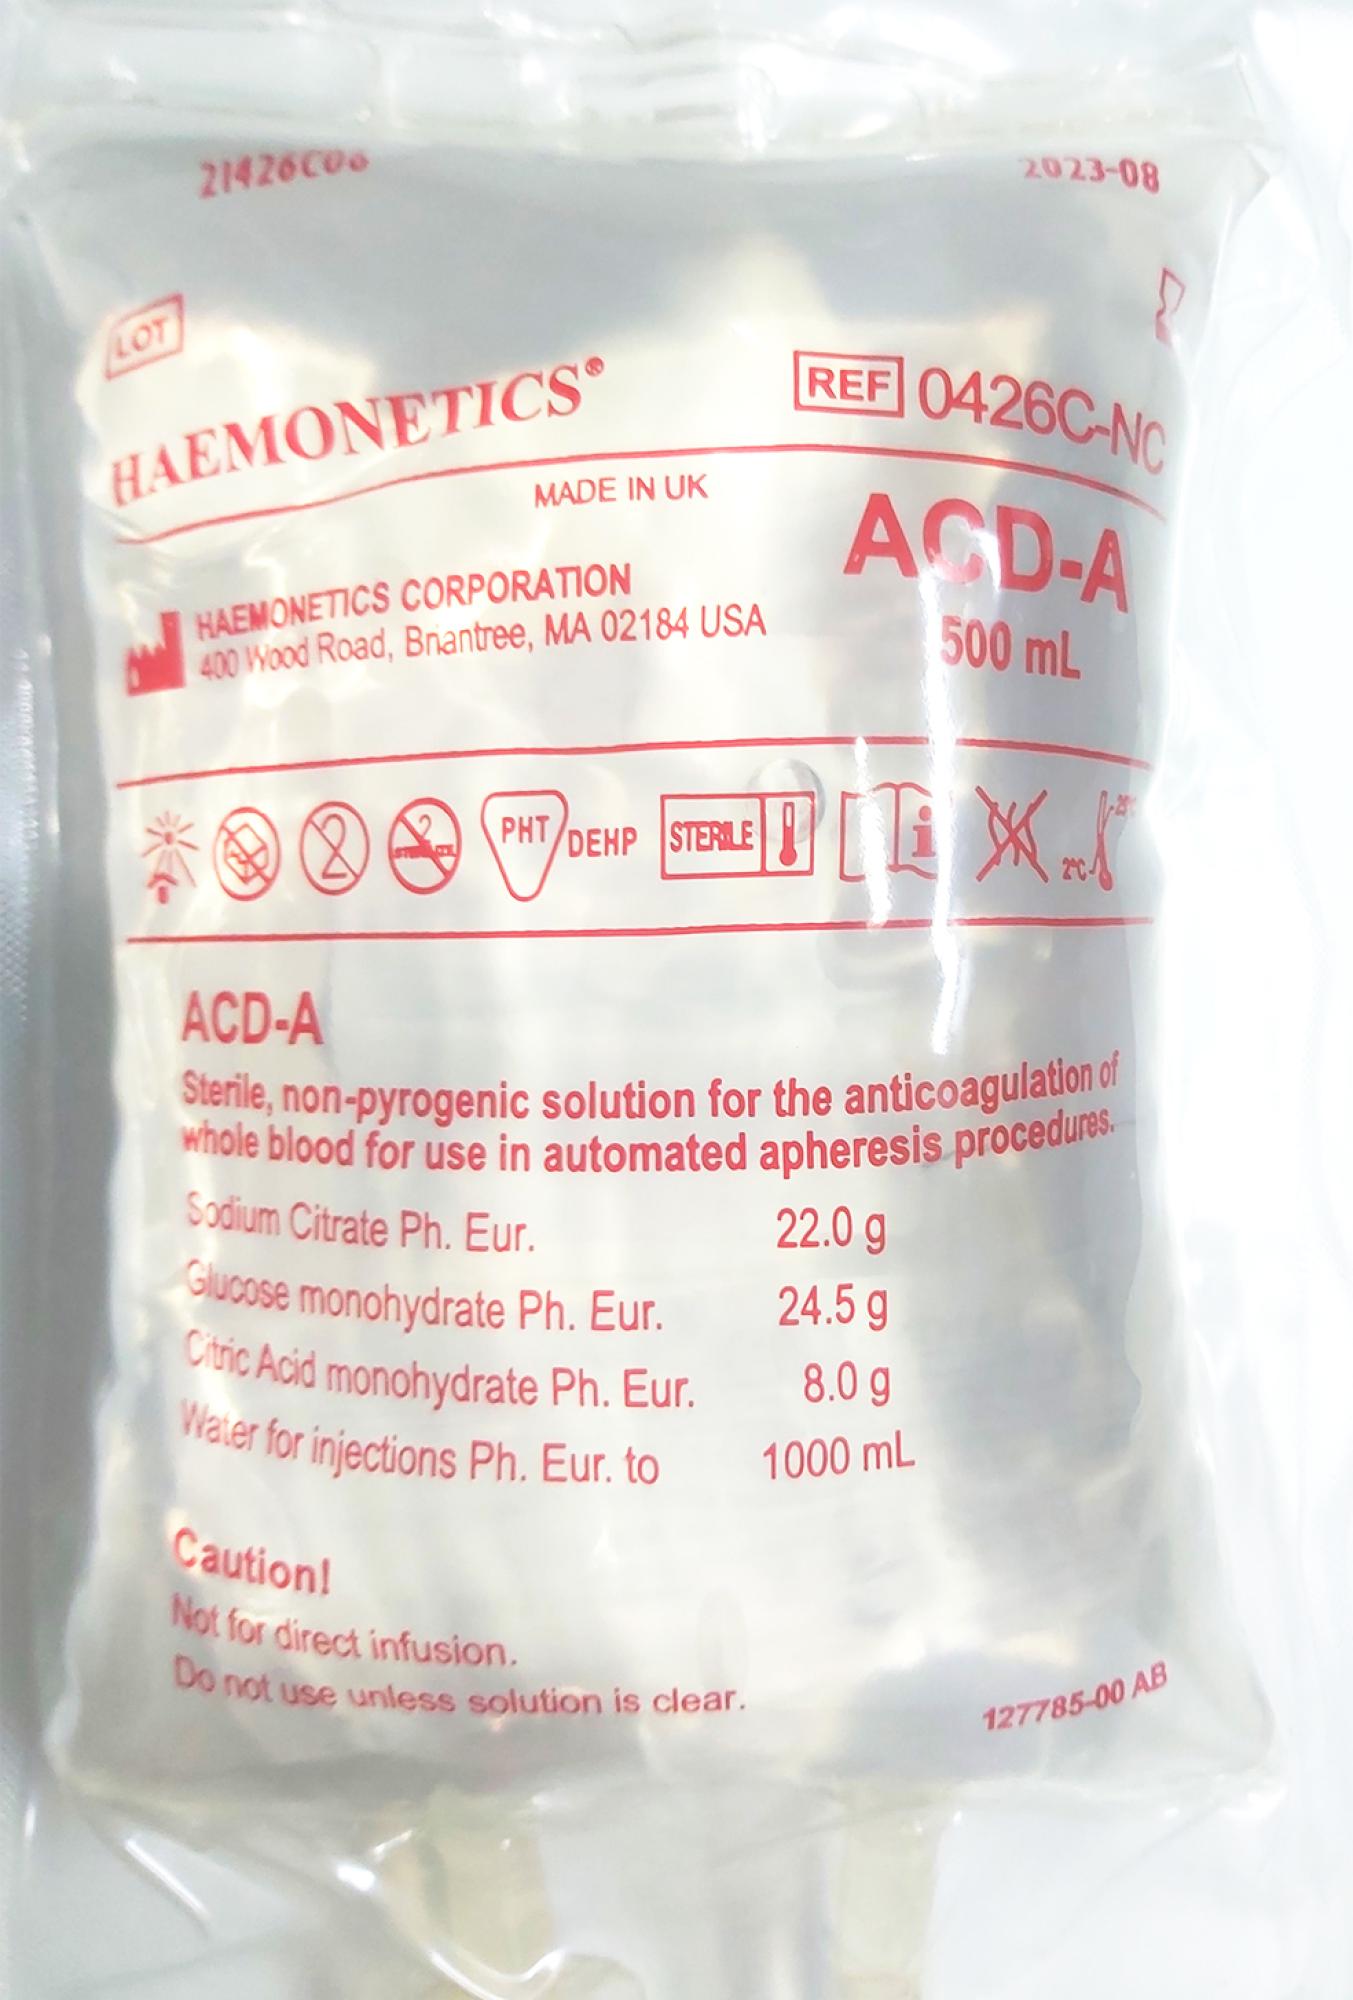 21426C06
2023-08
LOT
HAEMONETICS®
REF 0426C-NC
MADE IN UK
ACD-A
500 mL
HAEMONETICS CORPORATION
400 Wood Road, Briantree, MA 02184 USA
2 2 PHT DEHP STERILE i 2°C 25°C
ACD-A
Sterile, non-pyrogenic solution for the anticoagulation of
whole blood for use in automated apheresis procedures.
Sodium Citrate Ph. Eur. 22.0 g
Glucose monohydrate Ph. Eur. 24.5 g
Citric Acid monohydrate Ph. Eur. 8.0 g
Water for injections Ph. Eur. to 1000 mL
Caution!
Not for direct infusion.
Do not use unless solution is clear.
127785-00 AB